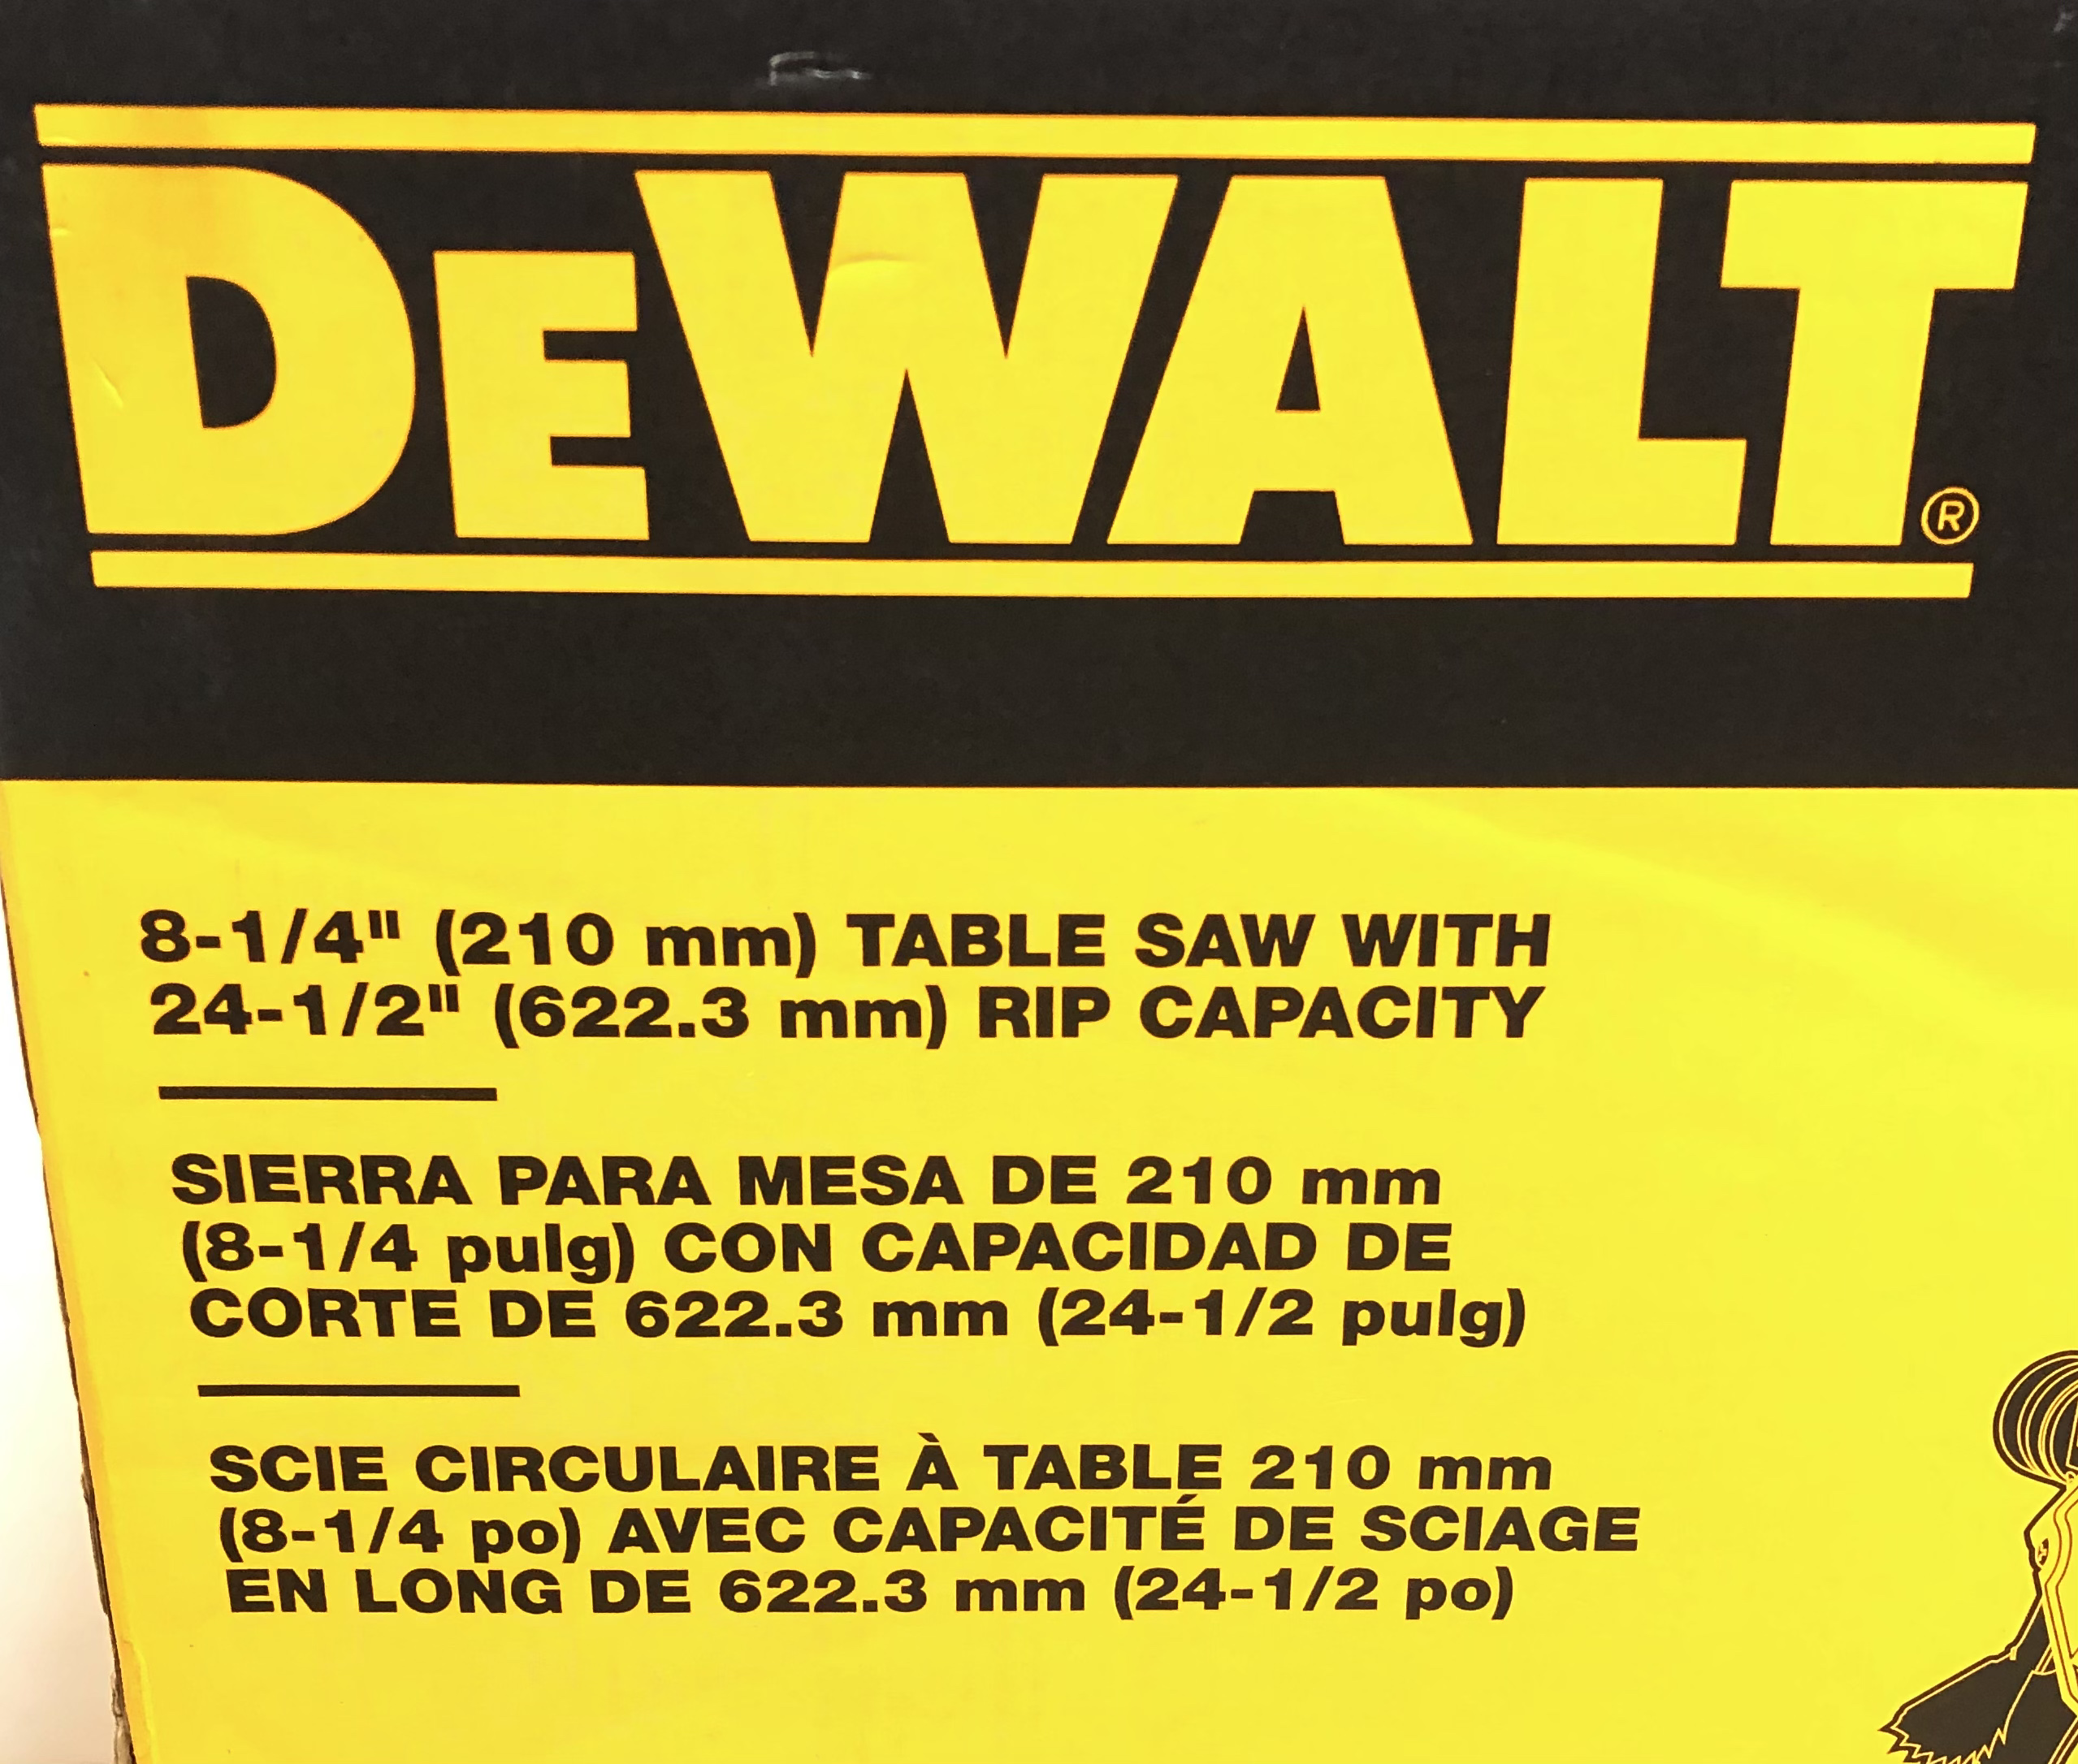 DEWALT®
8-1/4" (210 mm) TABLE SAW WITH
24-1/2" (622.3 mm) RIP CAPACITY
SIERRA PARA MESA DE 210 mm
(8-1/4 pulg) CON CAPACIDAD DE
CORTE DE 622.3 mm (24-1/2 pulg)
SCIE CIRCULAIRE À TABLE 210 mm
(8-1/4 po) AVEC CAPACITÉ DE SCIAGE
EN LONG DE 622.3 mm (24-1/2 po)